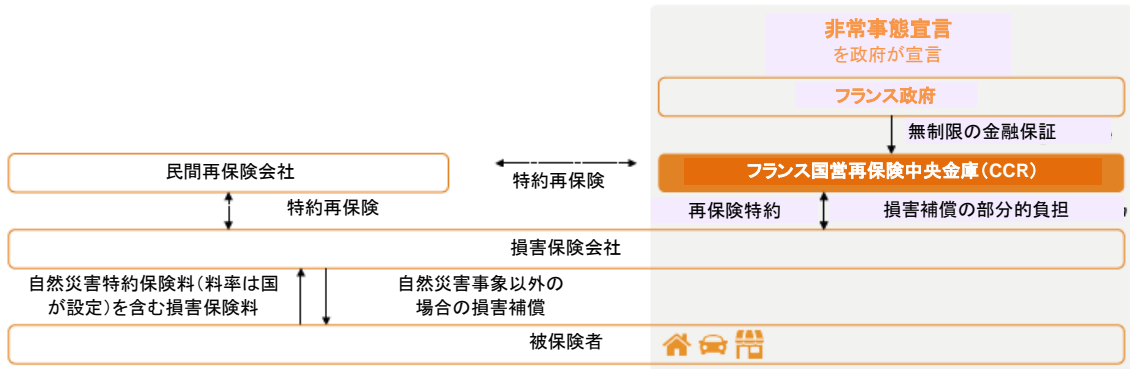 非常事態宣言
を政府が宣言
フランス政府
無制限の金融保証
民間再保険会社
特約再保険
フランス国営再保険中央金庫(CCR)
特約再保険
再保険特約
損害補償の部分的負担
損害保険会社
自然災害特約保険料(料率は国
が設定)を含む損害保険料
自然災害事象以外の
場合の損害補償
被保険者